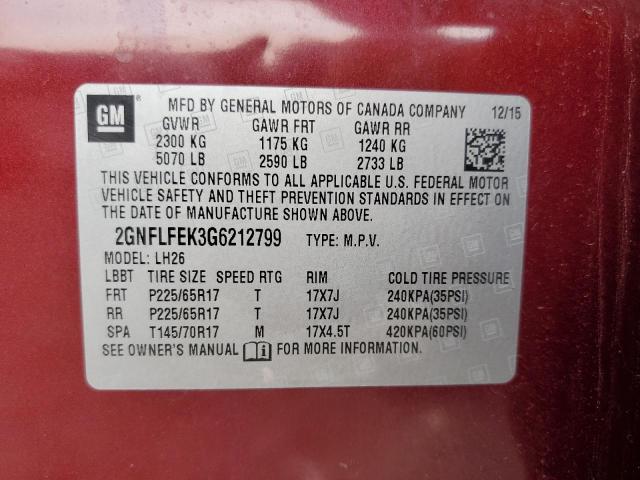 GM ® MFD BY GENERAL MOTORS OF CANADA COMPANY 12/15
GVWR GAWR FRT GAWR RR
2300 KG 1175 KG 1240 KG
5070 LB 2590 LB 2733 LB
THIS VEHICLE CONFORMS TO ALL APPLICABLE U.S. FEDERAL MOTOR
VEHICLE SAFETY AND THEFT PREVENTION STANDARDS IN EFFECT ON
THE DATE OF MANUFACTURE SHOWN ABOVE.
2GNFLFEK3G6212799 TYPE: M.P.V.
MODEL: LH26
LBBT TIRE SIZE SPEED RTG RIM COLD TIRE PRESSURE
FRT P225/65R17 T 17X7J 240KPA(35PSI)
RR P225/65R17 T 17X7J 240KPA(35PSI)
SPA T145/70R17 M 17X4.5T 420KPA(60PSI)
SEE OWNER'S MANUAL FOR MORE INFORMATION.